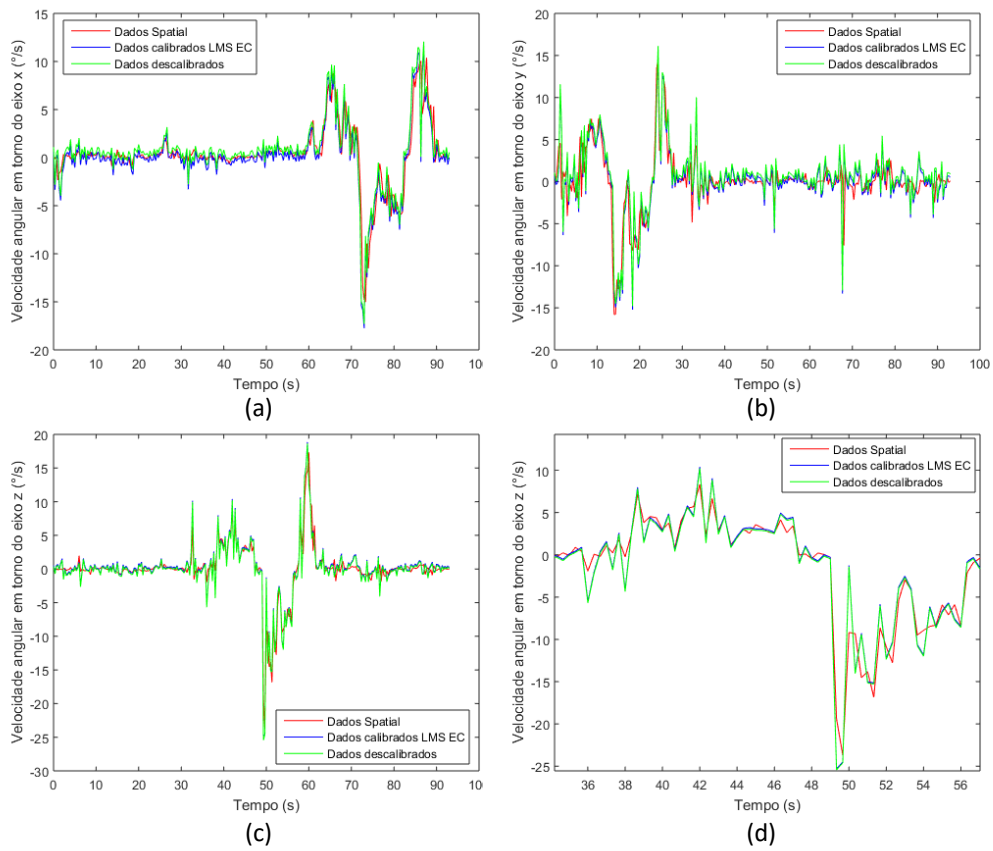 Velocidade angular em torno do eixo x (°/s)
20
15
10
5
0
-5
-10
-15
-20
Dados Spatial
Dados calibrados LMS EC
Dados descalibrados
0 10 20 30 40 50 60 70 80 90 100
Tempo (s)
(a)
Velocidade angular em torno do eixo y (°/s)
20
15
10
5
0
-5
-10
-15
-20
Dados Spatial
Dados calibrados LMS EC
Dados descalibrados
0 10 20 30 40 50 60 70 80 90 100
Tempo (s)
(b)
Velocidade angular em torno do eixo z (°/s)
20
15
10
5
0
-5
-10
-15
-20
-25
-30
Dados Spatial
Dados calibrados LMS EC
Dados descalibrados
0 10 20 30 40 50 60 70 80 90 100
Tempo (s)
(c)
Velocidade angular em torno do eixo z (°/s)
10
5
0
-5
-10
-15
-20
-25
Dados Spatial
Dados calibrados LMS EC
Dados descalibrados
36 38 40 42 44 46 48 50 52 54 56
Tempo (s)
(d)